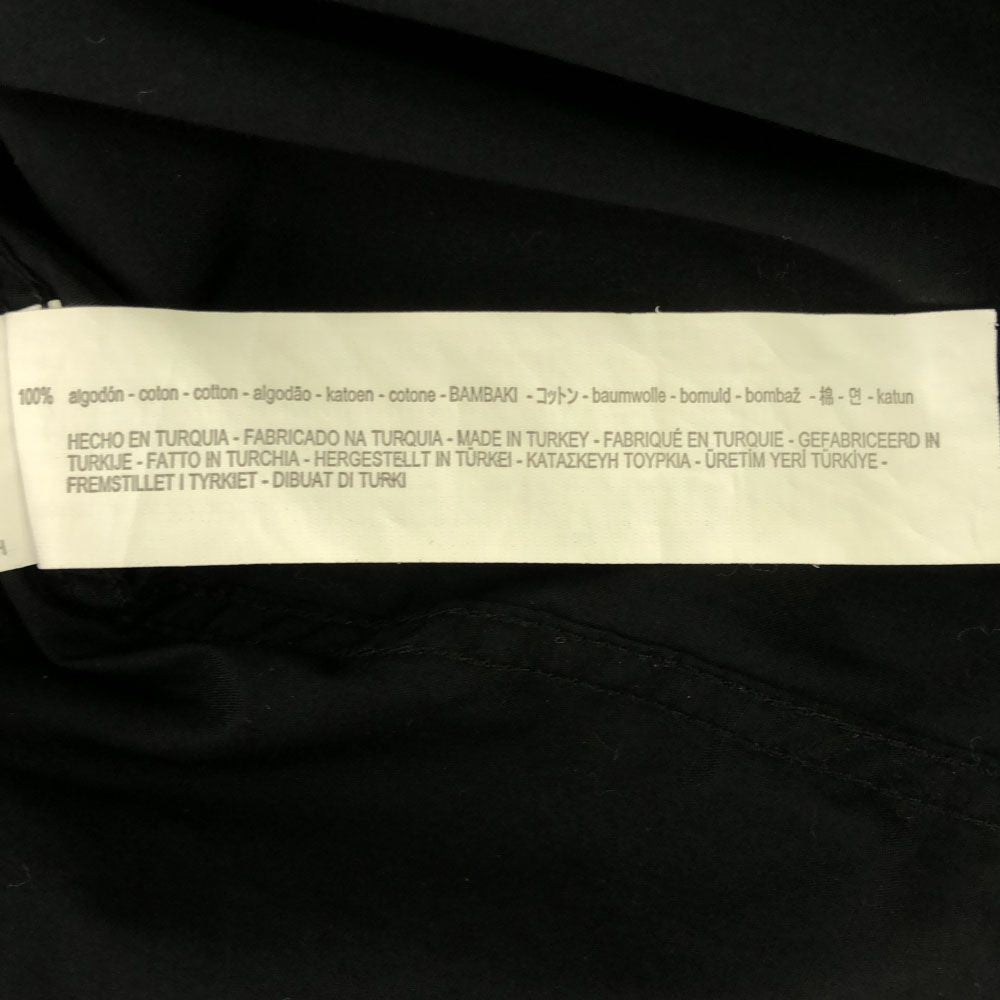 100% algodón - coton - cotton - algodão - katoen - cotone - BAMBAKI - コットン - baumwolle - bomuld - bombaž - 棉 - 면 - katun
HECHO EN TURQUIA - FABRICADO NA TURQUIA - MADE IN TURKEY - FABRIQUÉ EN TURQUIE - GEFABRICEERD IN
TURKIJE - FATTO IN TURCHIA - HERGESTELLT IN TÜRKEI - ΚΑΤΑΣΚΕΥΗ ΤΟΥΡΚΙΑ - ÜRETİM YERİ TÜRKİYE -
FREMSTILLET I TYRKIET - DIBUAT DI TURKI